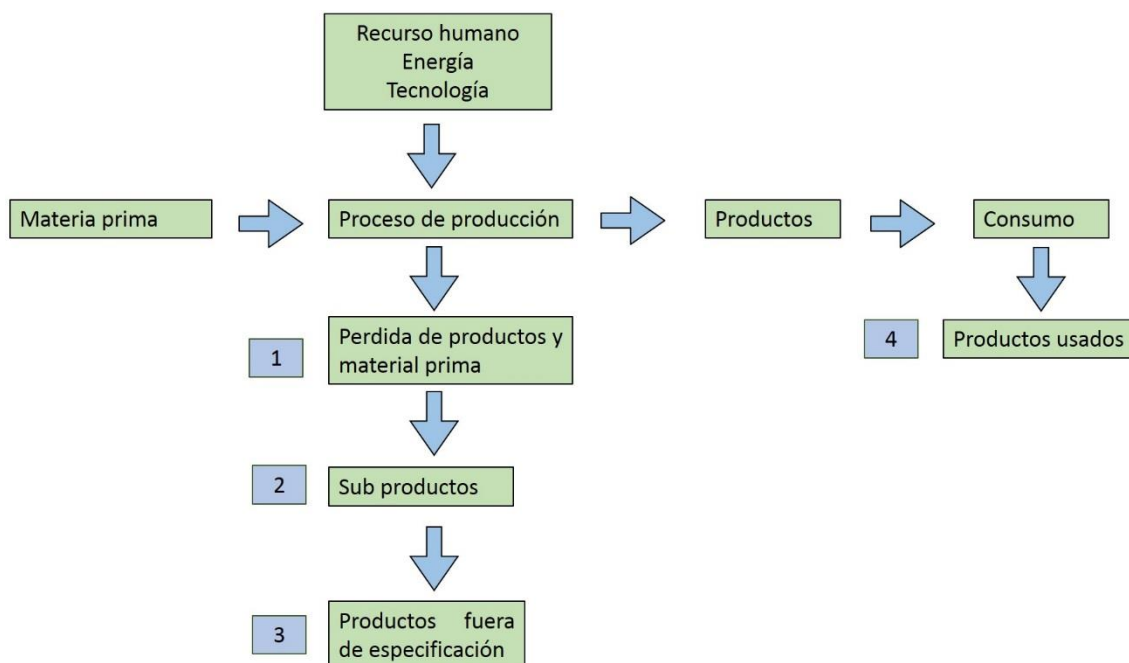 Recurso humano
Energía
Tecnología
Materia prima
Proceso de producción
Productos
Consumo
1
Perdida de productos y
material prima
4
Productos usados
2
Sub productos
3
Productos fuera
de especificación